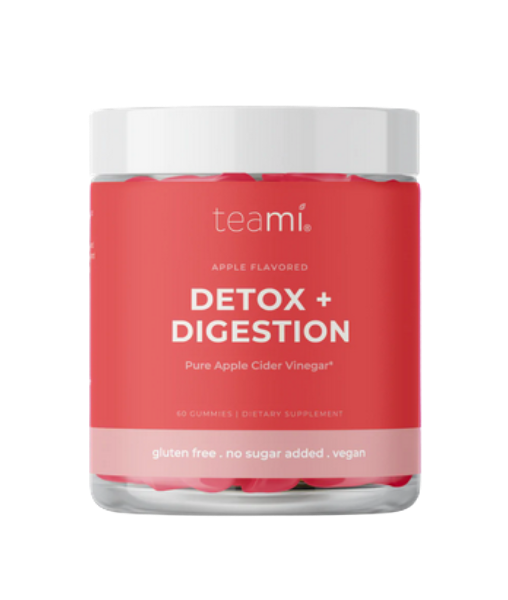 teami®
APPLE FLAVORED
DETOX +
DIGESTION
Pure Apple Cider Vinegar*
60 GUMMIES | DIETARY SUPPLEMENT
gluten free . no sugar added . vegan